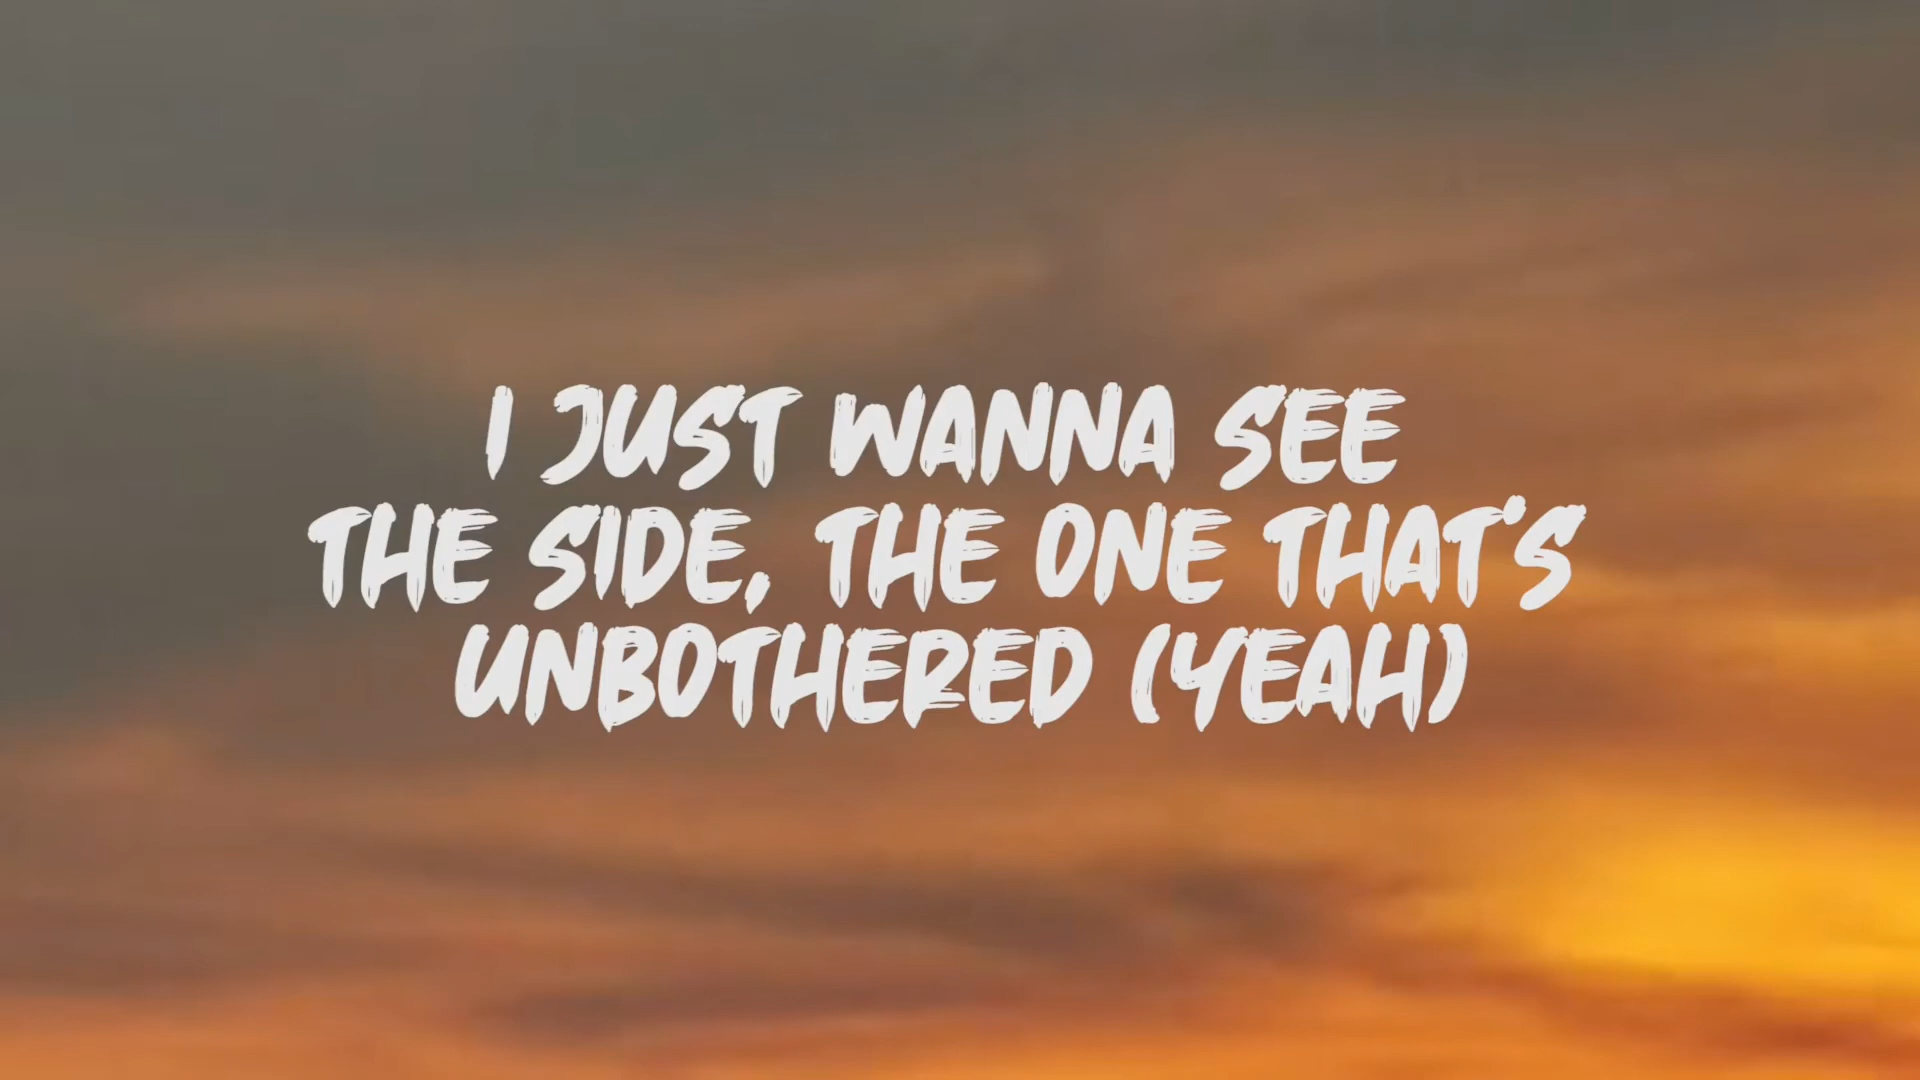 I JUST WANNA SEE
THE SIDE, THE ONE THAT'S
UNBOTHERED (YEAH)